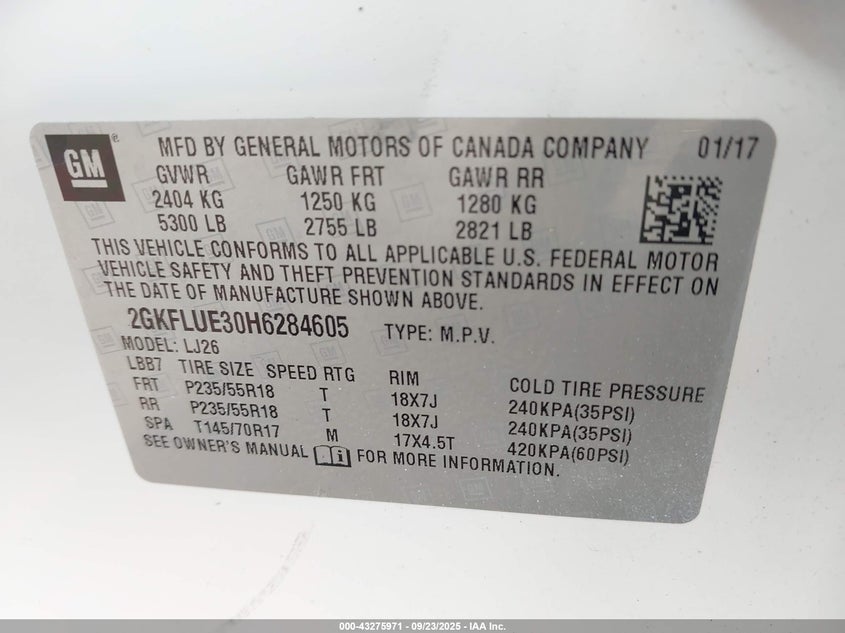 GM ®
MFD BY GENERAL MOTORS OF CANADA COMPANY 01/17
GVWR GAWR FRT GAWR RR
2404 KG 1250 KG 1280 KG
5300 LB 2755 LB 2821 LB
THIS VEHICLE CONFORMS TO ALL APPLICABLE U.S. FEDERAL MOTOR
VEHICLE SAFETY AND THEFT PREVENTION STANDARDS IN EFFECT ON
THE DATE OF MANUFACTURE SHOWN ABOVE.
2GKFLUE30H6284605 TYPE: M.P.V.
MODEL: LJ26
LBB7 TIRE SIZE SPEED RTG RIM COLD TIRE PRESSURE
FRT P235/55R18 T 18X7J 240KPA(35PSI)
RR P235/55R18 T 18X7J 240KPA(35PSI)
SPA T145/70R17 M 17X4.5T 420KPA(60PSI)
SEE OWNER'S MANUAL i FOR MORE INFORMATION.
000-43275971 | 09/23/2025 | IAA Inc.